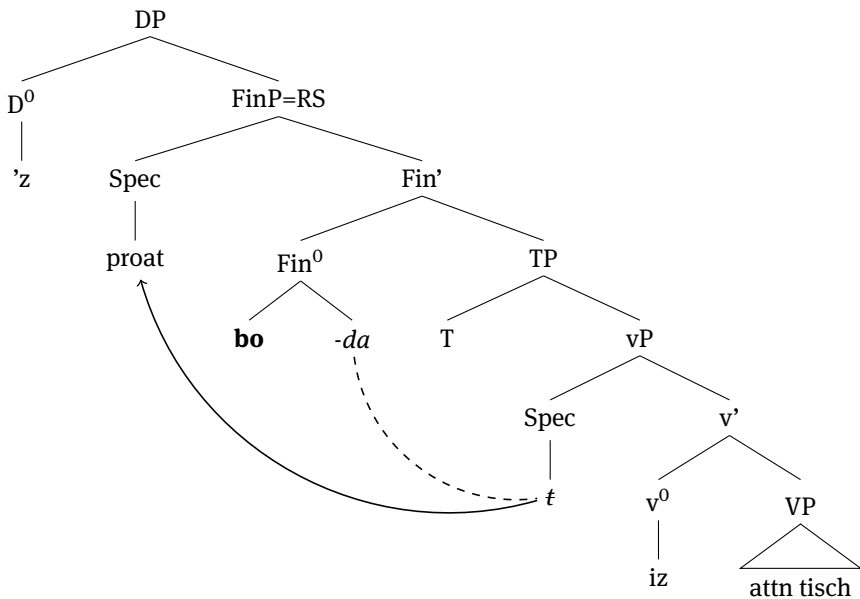 DP
D⁰ FinP=RS
’z Spec Fin’
proat Fin⁰ TP
bo -da T vP
Spec v’
t v⁰ VP
iz attn tisch